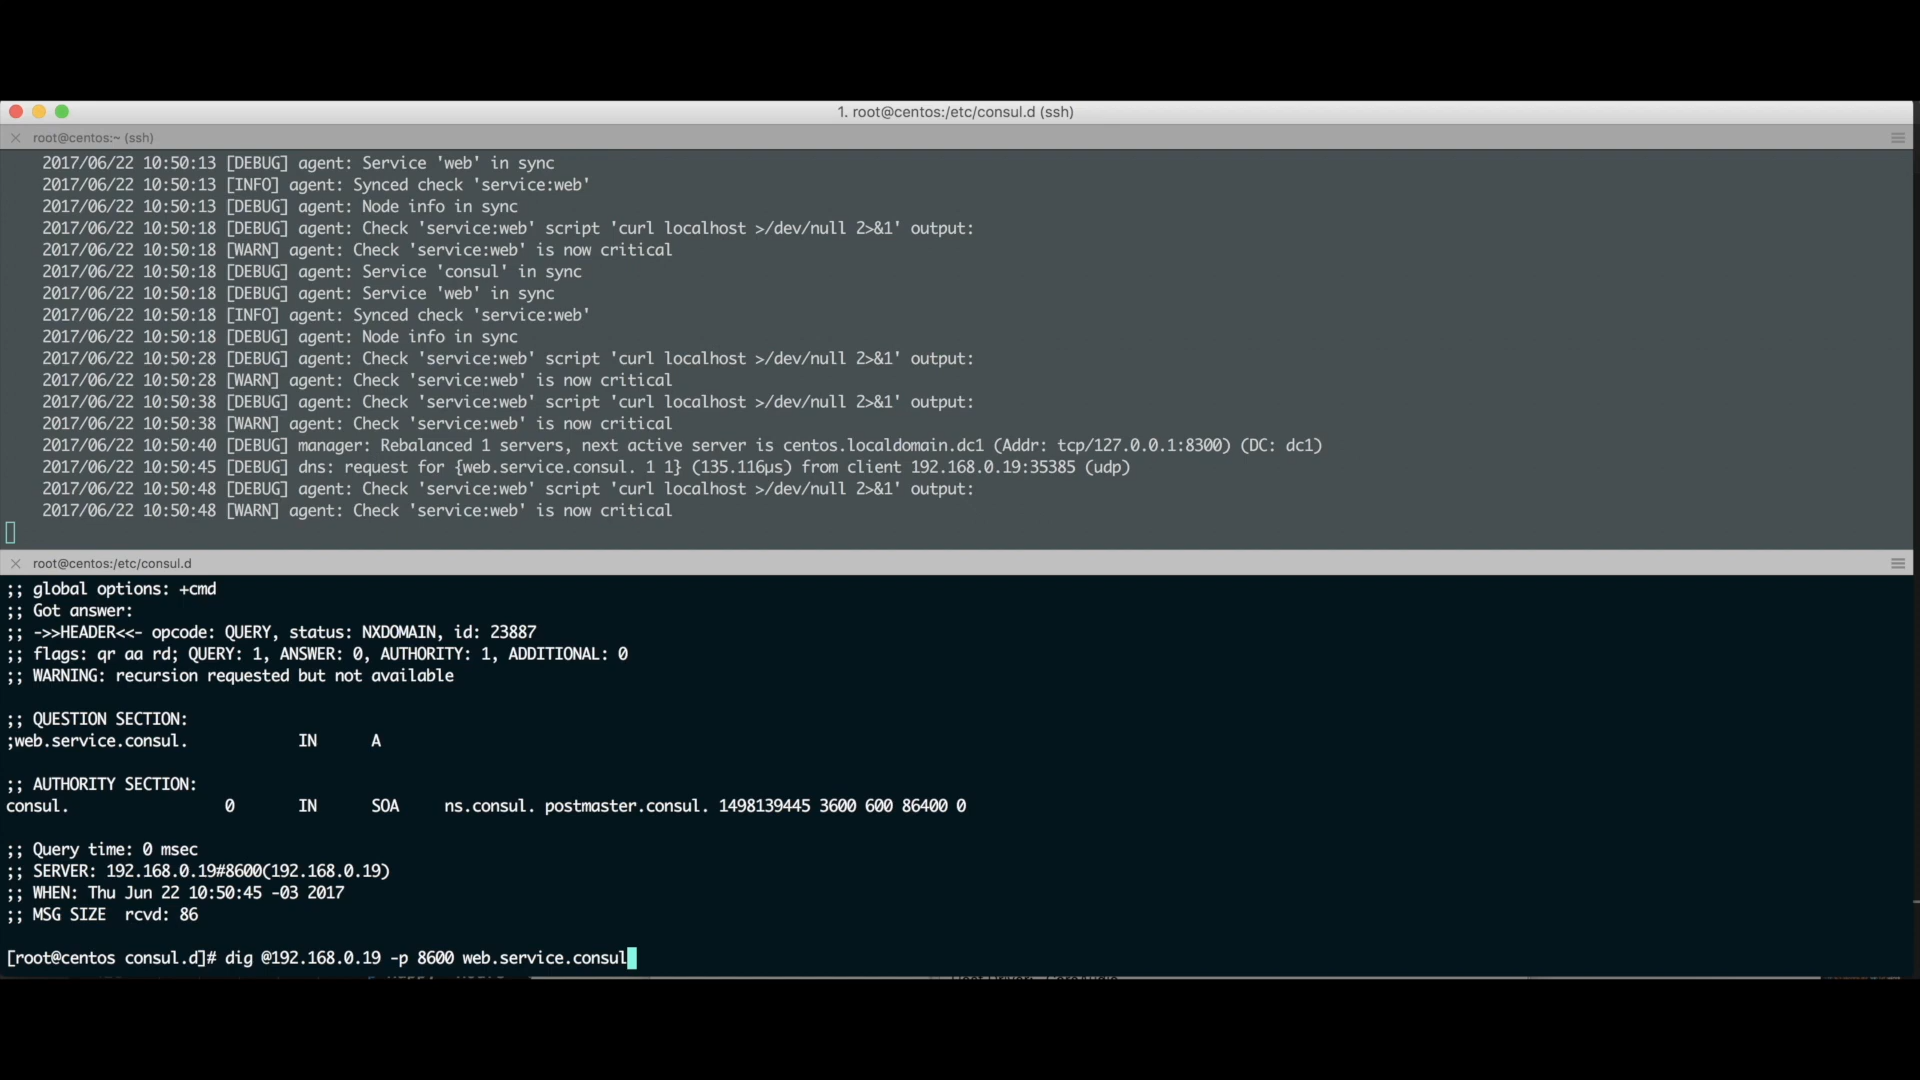 1. root@centos:/etc/consul.d (ssh)
root@centos:~ (ssh)
2017/06/22 10:50:13 [DEBUG] agent: Service 'web' in sync
2017/06/22 10:50:13 [INFO] agent: Synced check 'service:web'
2017/06/22 10:50:13 [DEBUG] agent: Node info in sync
2017/06/22 10:50:18 [DEBUG] agent: Check 'service:web' script 'curl localhost >/dev/null 2>&1' output:
2017/06/22 10:50:18 [WARN] agent: Check 'service:web' is now critical
2017/06/22 10:50:18 [DEBUG] agent: Service 'consul' in sync
2017/06/22 10:50:18 [DEBUG] agent: Service 'web' in sync
2017/06/22 10:50:18 [INFO] agent: Synced check 'service:web'
2017/06/22 10:50:18 [DEBUG] agent: Node info in sync
2017/06/22 10:50:28 [DEBUG] agent: Check 'service:web' script 'curl localhost >/dev/null 2>&1' output:
2017/06/22 10:50:28 [WARN] agent: Check 'service:web' is now critical
2017/06/22 10:50:38 [DEBUG] agent: Check 'service:web' script 'curl localhost >/dev/null 2>&1' output:
2017/06/22 10:50:38 [WARN] agent: Check 'service:web' is now critical
2017/06/22 10:50:40 [DEBUG] manager: Rebalanced 1 servers, next active server is centos.localdomain.dc1 (Addr: tcp/127.0.0.1:8300) (DC: dc1)
2017/06/22 10:50:45 [DEBUG] dns: request for {web.service.consul. 1 1} (135.116µs) from client 192.168.0.19:35385 (udp)
2017/06/22 10:50:48 [DEBUG] agent: Check 'service:web' script 'curl localhost >/dev/null 2>&1' output:
2017/06/22 10:50:48 [WARN] agent: Check 'service:web' is now critical
root@centos:/etc/consul.d
;; global options: +cmd
;; Got answer:
;; ->>HEADER<<- opcode: QUERY, status: NXDOMAIN, id: 23887
;; flags: qr aa rd; QUERY: 1, ANSWER: 0, AUTHORITY: 1, ADDITIONAL: 0
;; WARNING: recursion requested but not available
;; QUESTION SECTION:
;web.service.consul. IN A
;; AUTHORITY SECTION:
consul. 0 IN SOA ns.consul. postmaster.consul. 1498139445 3600 600 86400 0
;; Query time: 0 msec
;; SERVER: 192.168.0.19#8600(192.168.0.19)
;; WHEN: Thu Jun 22 10:50:45 -03 2017
;; MSG SIZE rcvd: 86
[root@centos consul.d]# dig @192.168.0.19 -p 8600 web.service.consul